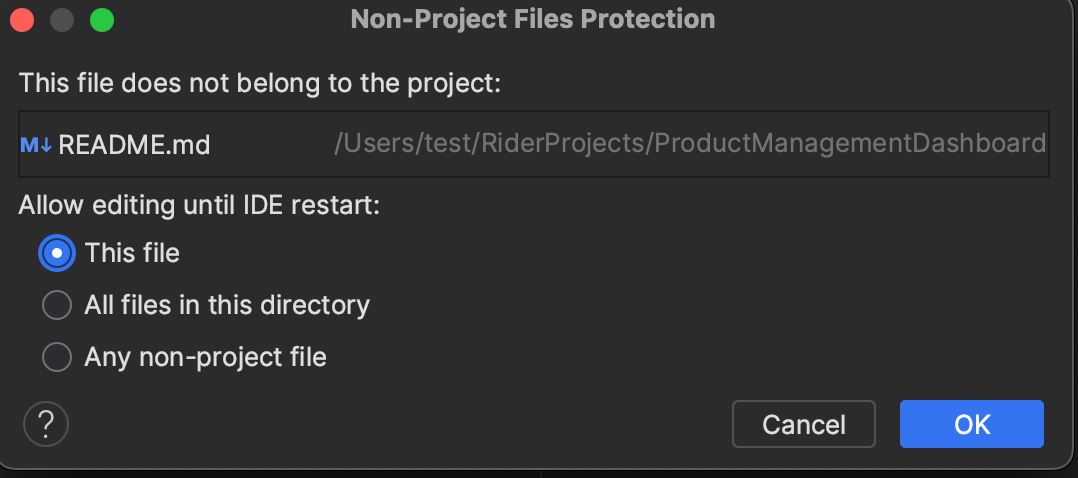 Non-Project Files Protection
This file does not belong to the project:
M↓ README.md /Users/test/RiderProjects/ProductManagementDashboard
Allow editing until IDE restart:
This file
All files in this directory
Any non-project file
? Cancel OK